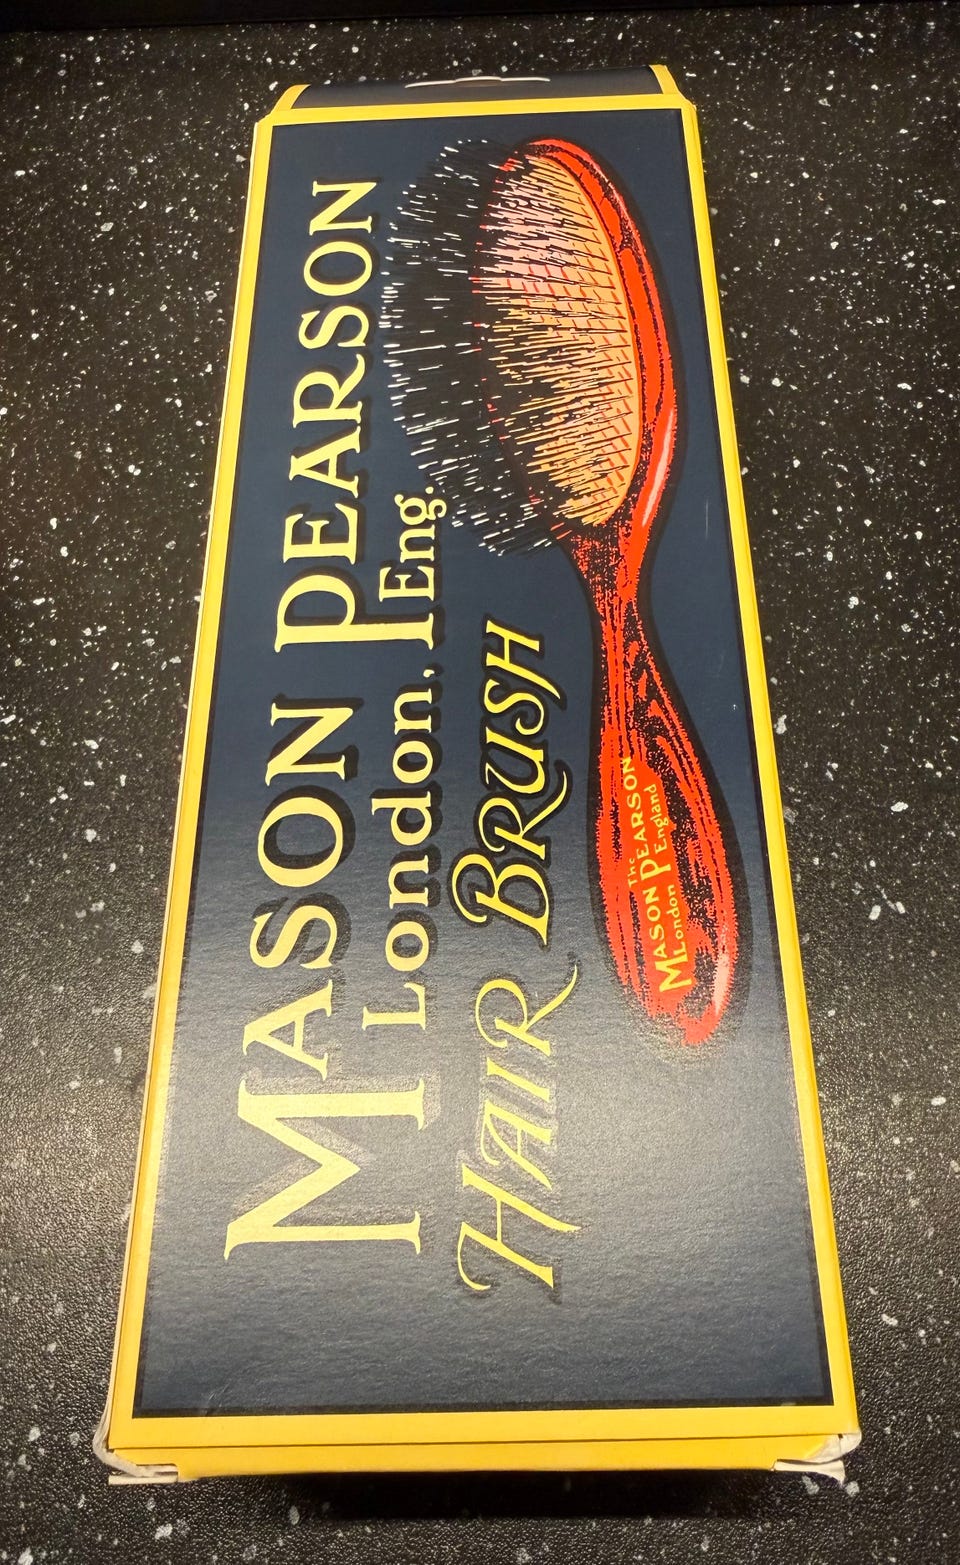 MASON PEARSON
London. Eng.
HAIR BRUSH
The
MASON PEARSON
London England